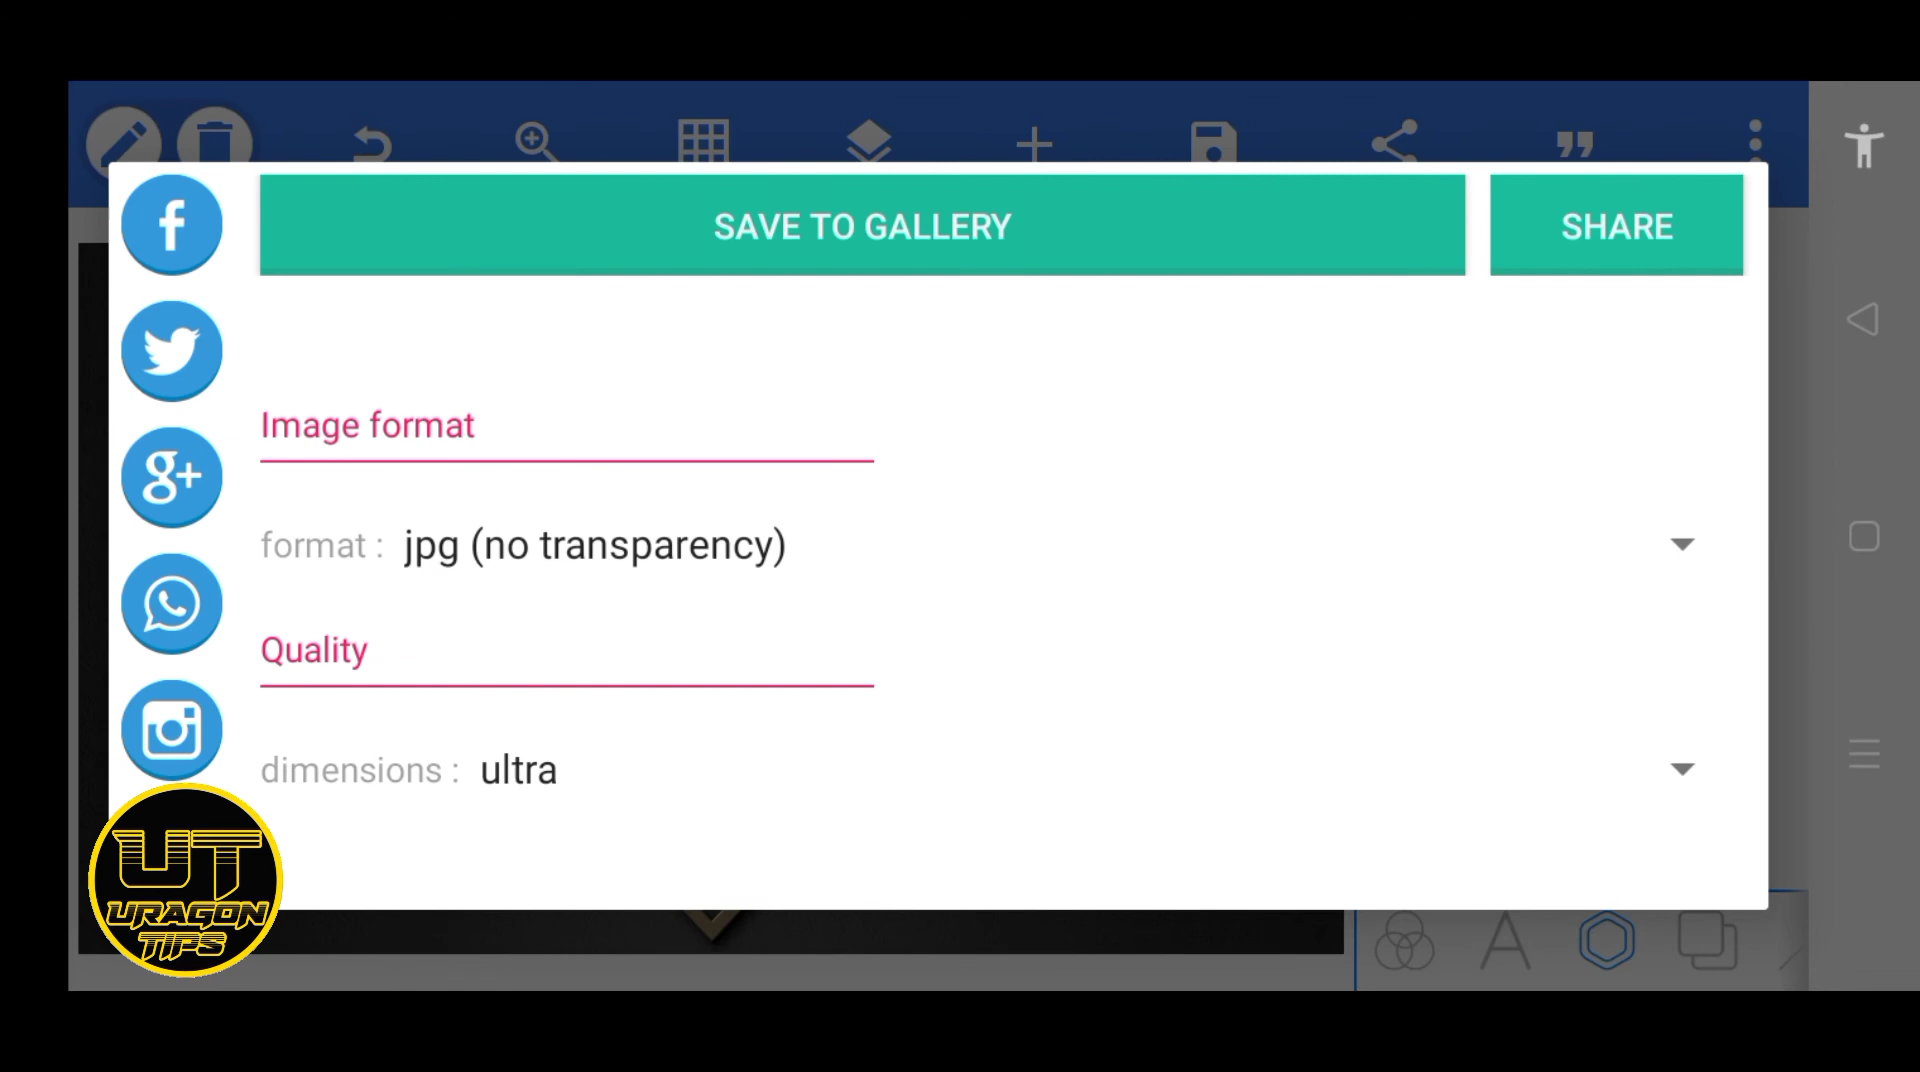 SAVE TO GALLERY
SHARE
Image format
format : jpg (no transparency)
Quality
dimensions : ultra
UT
URAGON
TIPS